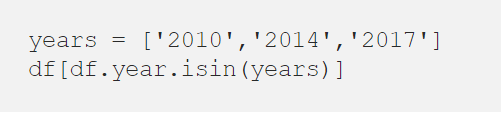 years = ['2010','2014','2017']
df[df.year.isin(years)]